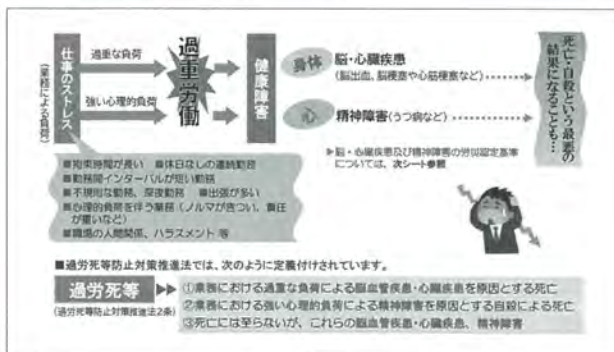 仕事のストレス
(業務による負荷)
過重な負荷
強い心理的負荷
過重労働
健康障害
身体
脳・心臓疾患
(脳出血、脳梗塞や心筋梗塞など)
心
精神障害(うつ病など)
死亡・自殺という最悪の
結果になることも…
▶脳・心臓疾患及び精神障害の労災認定基準
については、次シート参照
■拘束時間が長い ■休日なしの連続勤務
■勤務間インターバルが短い勤務
■不規則な勤務、深夜勤務 ■出張が多い
■心理的負荷を伴う業務(ノルマがきつい、責任
が重いなど)
■職場の人間関係、ハラスメント 等
■過労死等防止対策推進法では、次のように定義付けされています。
過労死等
(過労死等防止対策推進法2条)
①業務における過重な負荷による脳血管疾患・心臓疾患を原因とする死亡
②業務における強い心理的負荷による精神障害を原因とする自殺による死亡
③死亡には至らないが、これらの脳血管疾患・心臓疾患、精神障害